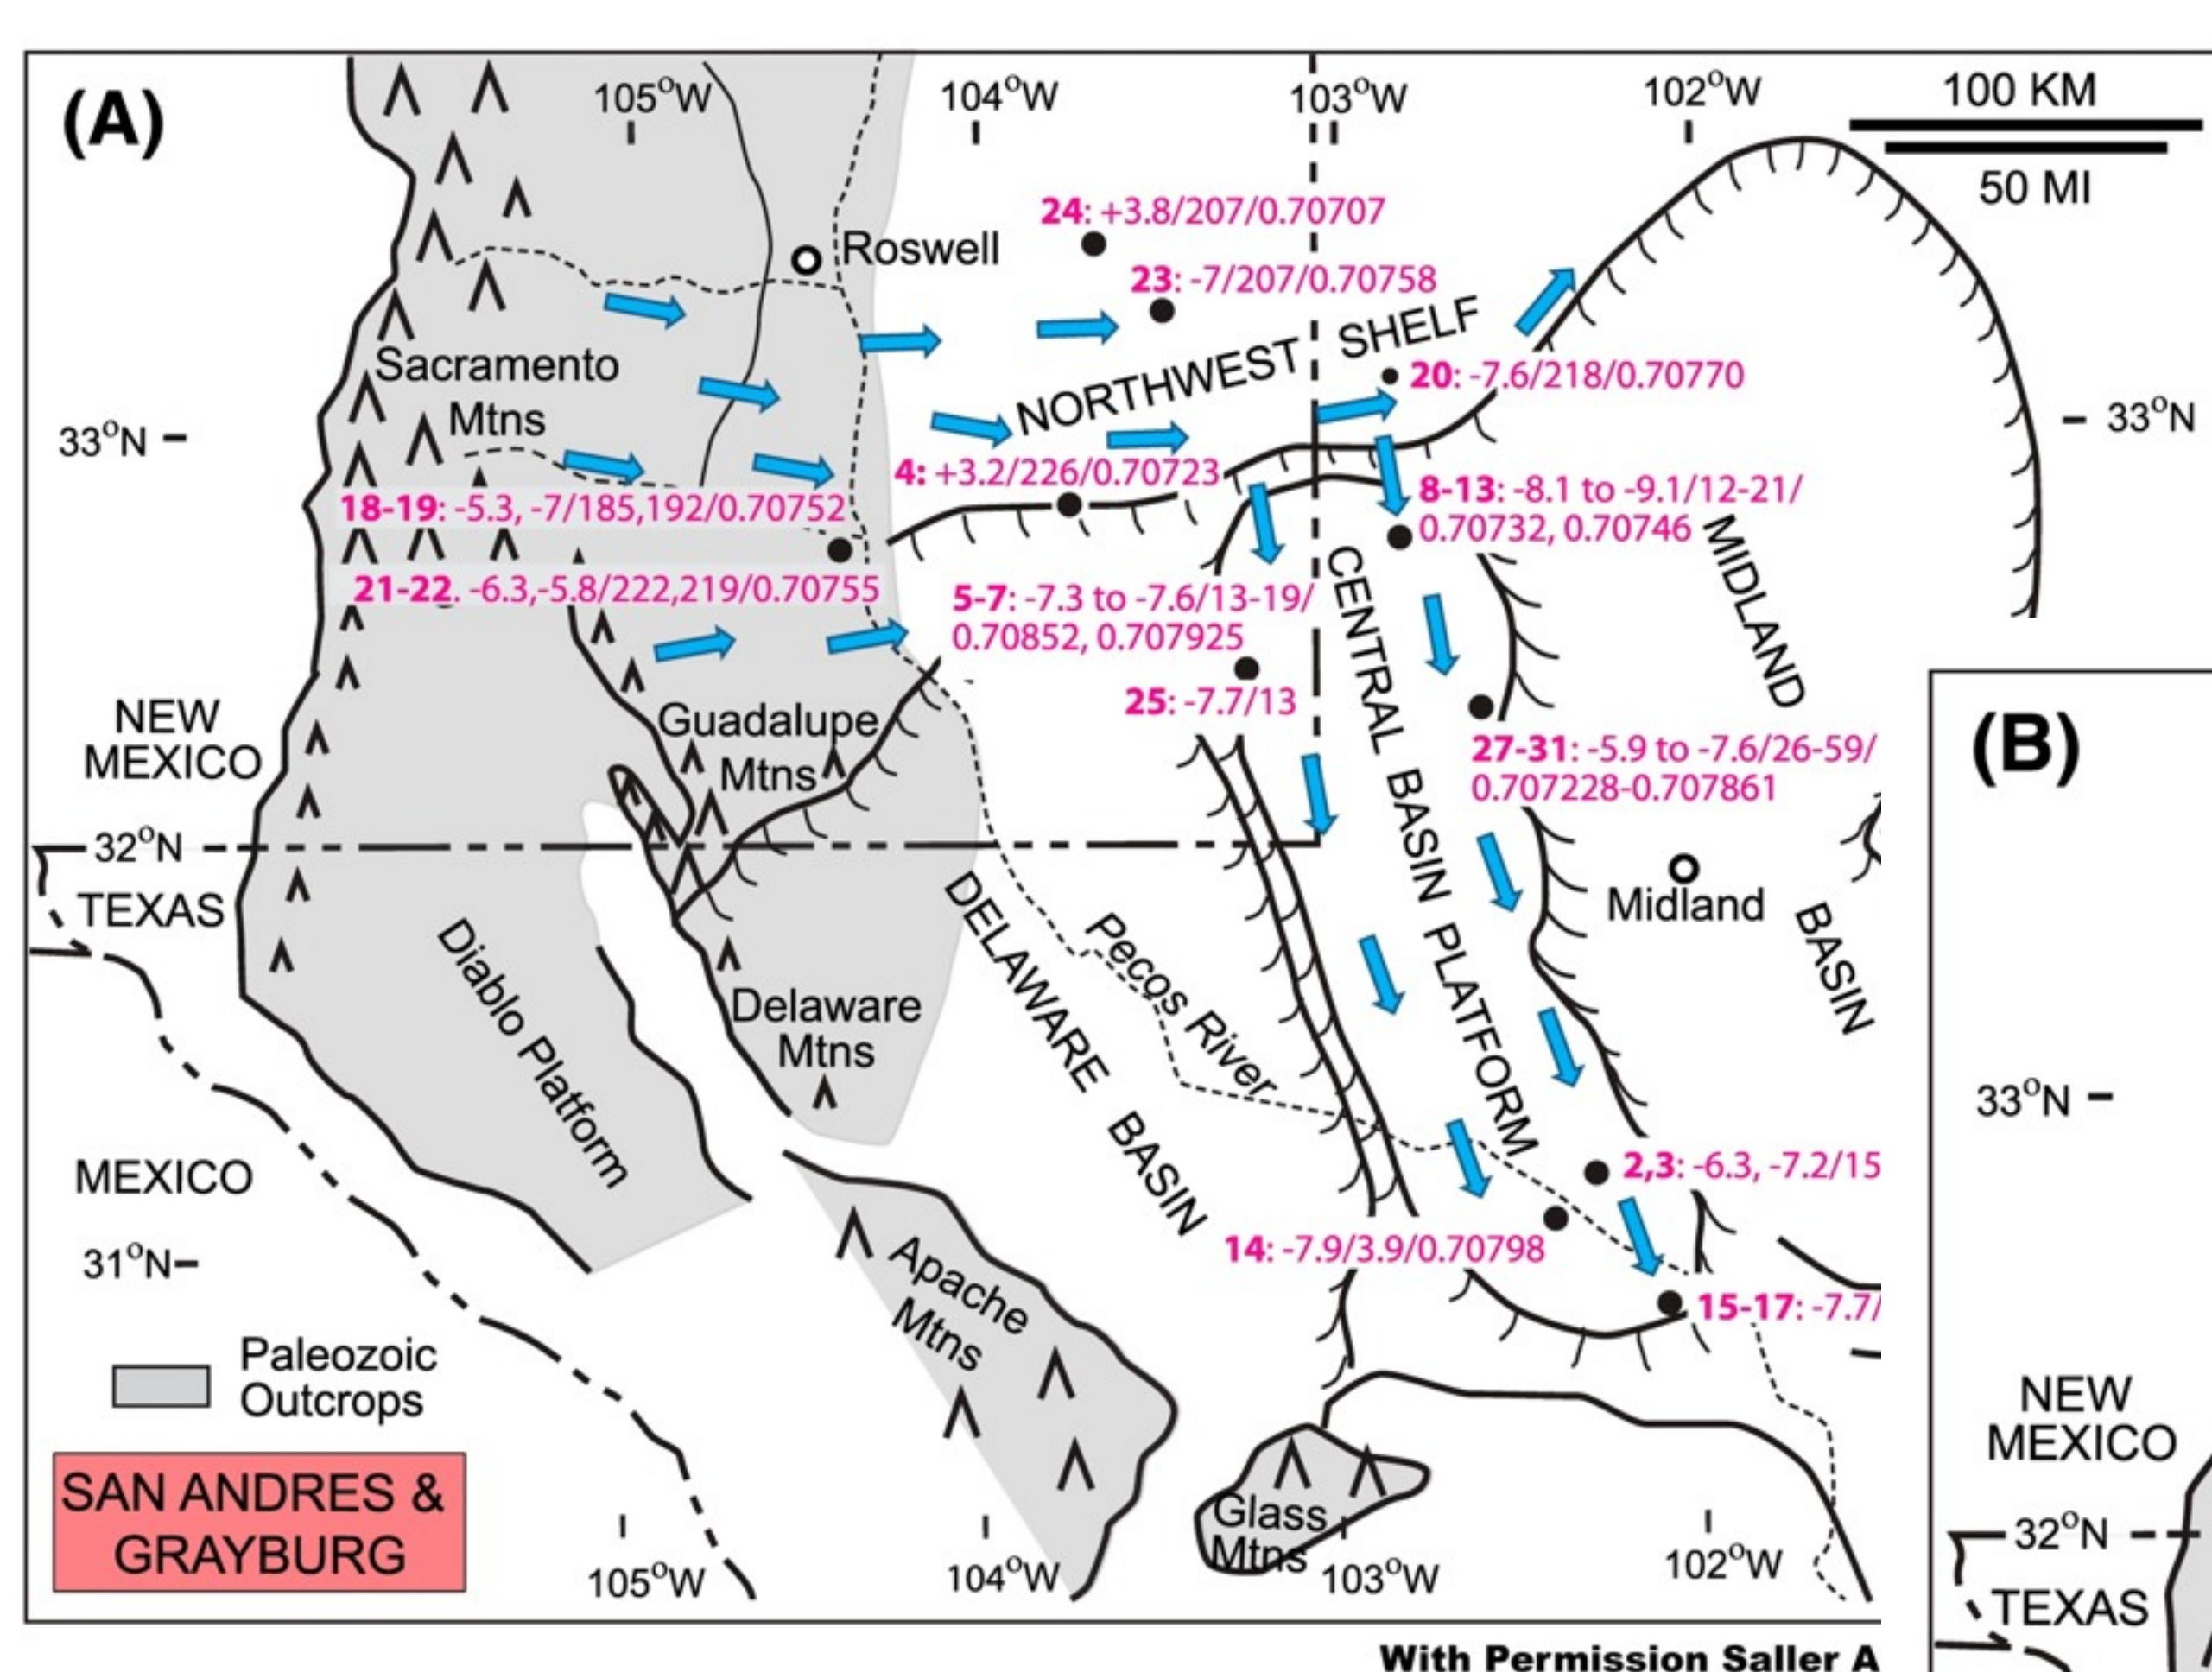 (A)
105°W
104°W
103°W
102°W
100 KM
50 MI
24: +3.8/207/0.70707
Roswell
23: -7/207/0.70758
NORTHWEST SHELF
Sacramento
Mtns
20: -7.6/218/0.70770
33°N
33°N
4: +3.2/226/0.70723
18-19: -5.3, -7/185,192/0.70752
8-13: -8.1 to -9.1/12-21/
0.70732, 0.70746
21-22. -6.3,-5.8/222,219/0.70755
5-7: -7.3 to -7.6/13-19/
0.70852, 0.707925
25: -7.7/13
CENTRAL BASIN PLATFORM
MIDLAND
BASIN
NEW
MEXICO
Guadalupe
Mtns
27-31: -5.9 to -7.6/26-59/
0.707228-0.707861
32°N
TEXAS
Midland
Diablo Platform
DELAWARE BASIN
Pecos River
Delaware
Mtns
MEXICO
2,3: -6.3, -7.2/15
14: -7.9/3.9/0.70798
31°N
15-17: -7.7/
Apache
Mtns
Paleozoic
Outcrops
SAN ANDRES &
GRAYBURG
Glass
Mtns
105°W
104°W
103°W
102°W
With Permission Saller A
(B)
33°N
NEW
MEXICO
32°N
TEXAS